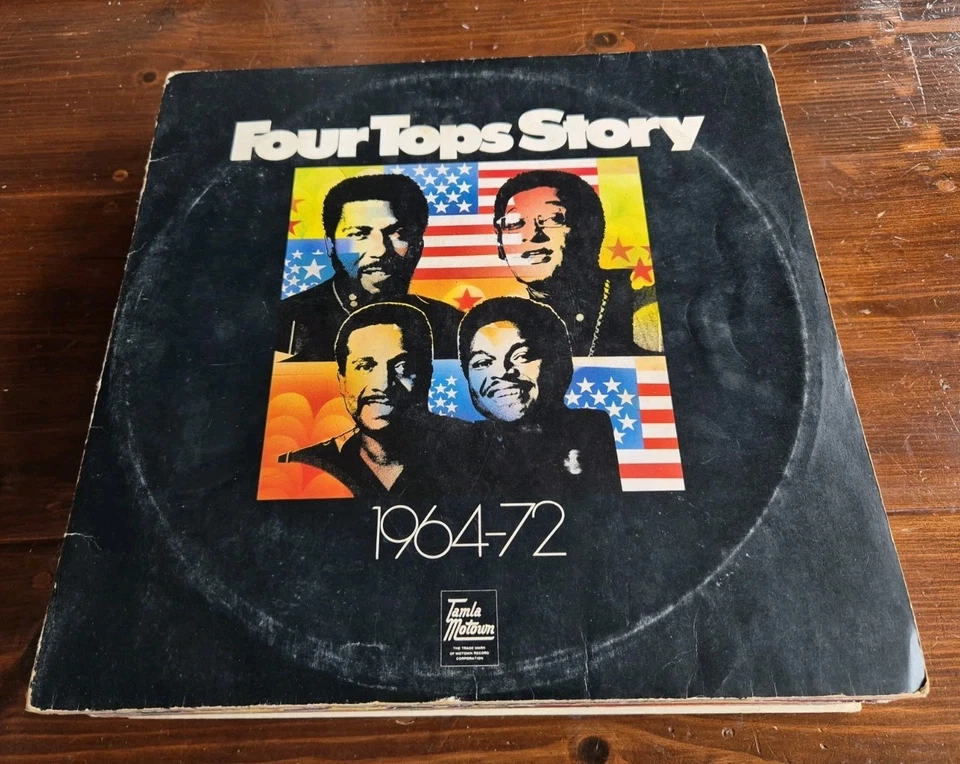 Four Tops Story
1964-72
Tamla
Motown
THE TRADE MARK
OF MOTOWN RECORD
CORPORATION